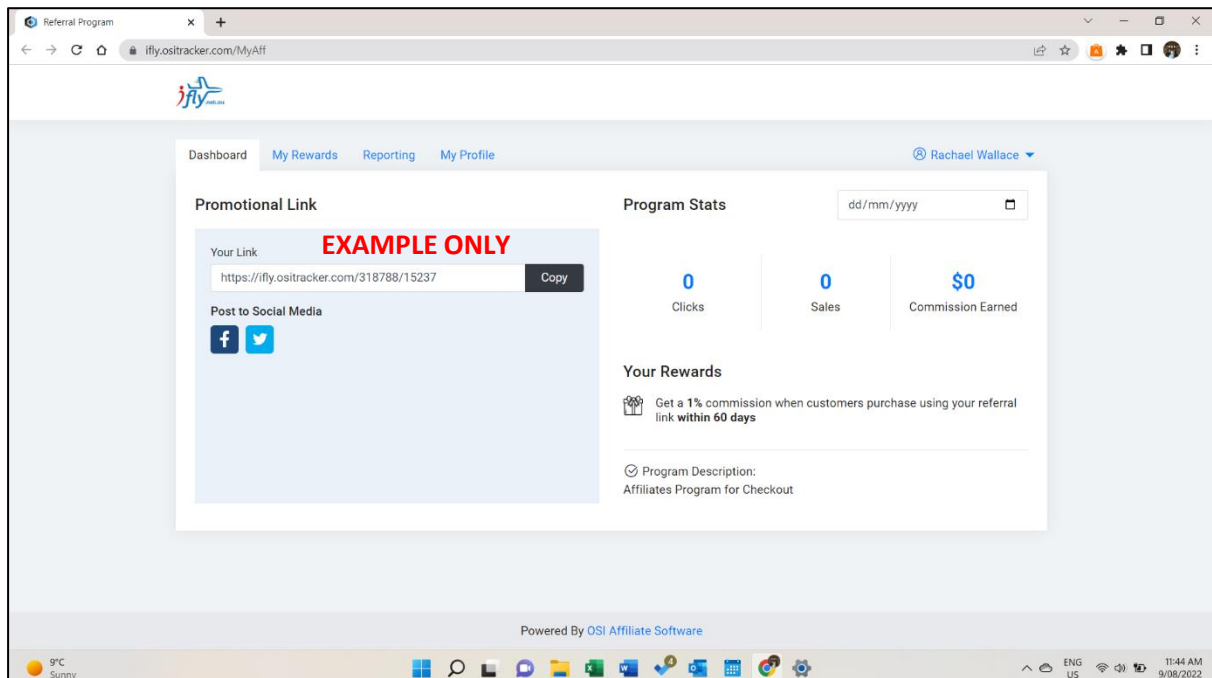 Referral Program
ifly.ositracker.com/MyAff
ifly
Dashboard My Rewards Reporting My Profile Rachael Wallace
Promotional Link
EXAMPLE ONLY
Your Link
https://ifly.ositracker.com/318788/15237 Copy
Post to Social Media
Program Stats dd/mm/yyyy
0 0 $0
Clicks Sales Commission Earned
Your Rewards
Get a 1% commission when customers purchase using your referral
link within 60 days
Program Description:
Affiliates Program for Checkout
Powered By OSI Affiliate Software
9°C
Sunny
4
ENG
US
11:44 AM
9/08/2022